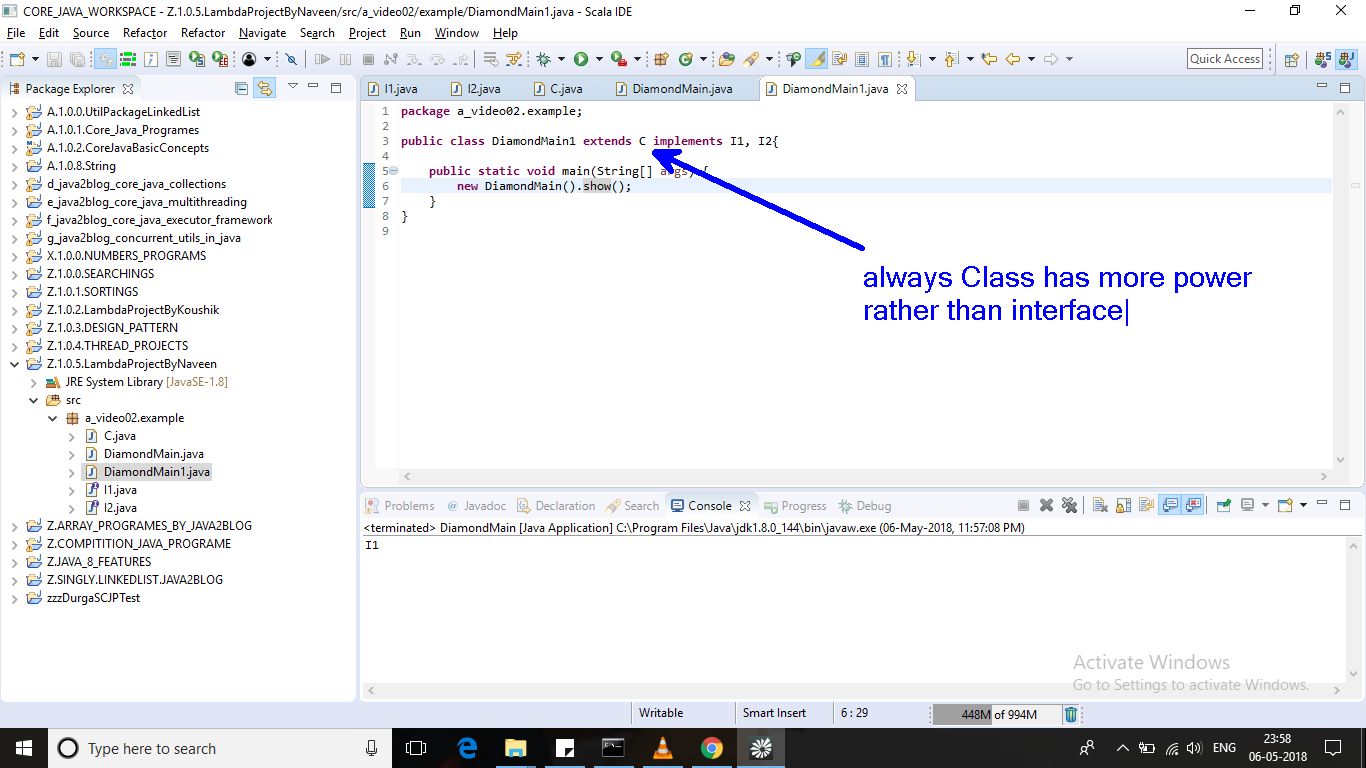 CORE_JAVA_WORKSPACE - Z.1.0.5.LambdaProjectByNaveen/src/a_video02/example/DiamondMain1.java - Scala IDE
File Edit Source Refactor Refactor Navigate Search Project Run Window Help
Quick Access
Package Explorer
A.1.0.0.UtilPackageLinkedList
A.1.0.1.Core_Java_Programes
A.1.0.2.CoreJavaBasicConcepts
A.1.0.8.String
d_java2blog_core_java_collections
e_java2blog_core_java_multithreading
f_java2blog_core_java_executor_framework
g_java2blog_concurrent_utils_in_java
X.1.0.0.NUMBERS_PROGRAMS
Z.1.0.0.SEARCHINGS
Z.1.0.1.SORTINGS
Z.1.0.2.LambdaProjectByKoushik
Z.1.0.3.DESIGN_PATTERN
Z.1.0.4.THREAD_PROJECTS
Z.1.0.5.LambdaProjectByNaveen
JRE System Library [JavaSE-1.8]
src
a_video02.example
C.java
DiamondMain.java
DiamondMain1.java
I1.java
I2.java
Z.ARRAY_PROGRAMES_BY_JAVA2BLOG
Z.COMPITITION_JAVA_PROGRAME
Z.JAVA_8_FEATURES
Z.SINGLY.LINKEDLIST.JAVA2BLOG
zzzDurgaSCJPTest
I1.java I2.java C.java DiamondMain.java DiamondMain1.java
1 package a_video02.example;
2
3 public class DiamondMain1 extends C implements I1, I2{
4
5 public static void main(String[] args) {
6 new DiamondMain().show();
7 }
8 }
9
always Class has more power
rather than interface
Problems @ Javadoc Declaration Search Console Progress Debug
<terminated> DiamondMain [Java Application] C:\Program Files\Java\jdk1.8.0_144\bin\javaw.exe (06-May-2018, 11:57:08 PM)
I1
Activate Windows
Go to Settings to activate Windows.
Writable Smart Insert 6 : 29 448M of 994M
Type here to search
ENG
23:58
06-05-2018